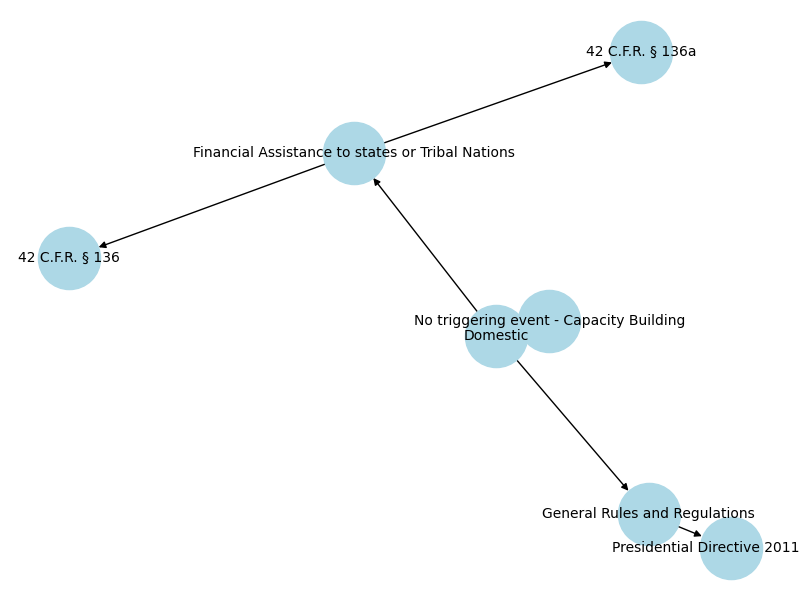 42 C.F.R. § 136a
Financial Assistance to states or Tribal Nations
42 C.F.R. § 136
No triggering event - Capacity Building
Domestic
General Rules and Regulations
Presidential Directive 2011